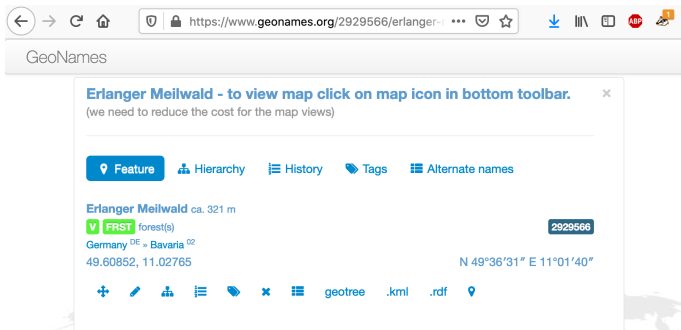 https://www.geonames.org/2929566/erlanger-
ABP
1
GeoNames
Erlanger Meilwald - to view map click on map icon in bottom toolbar.
×
(we need to reduce the cost for the map views)
Feature Hierarchy History Tags Alternate names
Erlanger Meilwald ca. 321 m
V FRST forest(s) 2929566
Germany DE » Bavaria 02
49.60852, 11.02765 N 49°36′31″ E 11°01′40″
geotree .kml .rdf